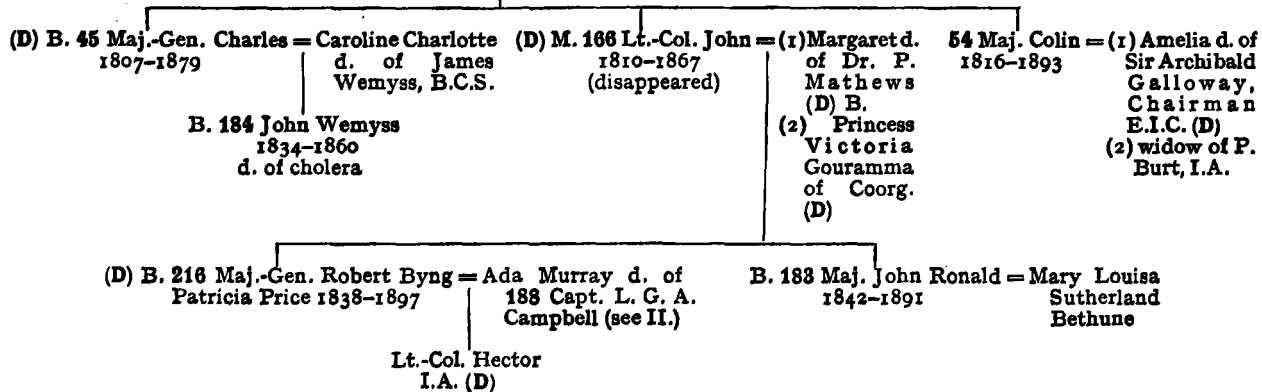 (D) B. 45 Maj.-Gen. Charles = Caroline Charlotte
1807–1879
d. of James
Wemyss, B.C.S.
B. 184 John Wemyss
1834–1860
d. of cholera
(D) M. 166 Lt.-Col. John = (1) Margaret d.
1810–1867
(disappeared)
of Dr. P.
Mathews
(D) B.
(2) Princess
Victoria
Gouramma
of Coorg.
(D)
54 Maj. Colin = (1) Amelia d. of
1816–1893
Sir Archibald
Galloway,
Chairman
E.I.C. (D)
(2) widow of P.
Burt, I.A.
(D) B. 216 Maj.-Gen. Robert Byng = Ada Murray d. of
Patricia Price 1838–1897
188 Capt. L. G. A.
Campbell (see II.)
Lt.-Col. Hector
I.A. (D)
B. 183 Maj. John Ronald = Mary Louisa
1842–1891
Sutherland
Bethune